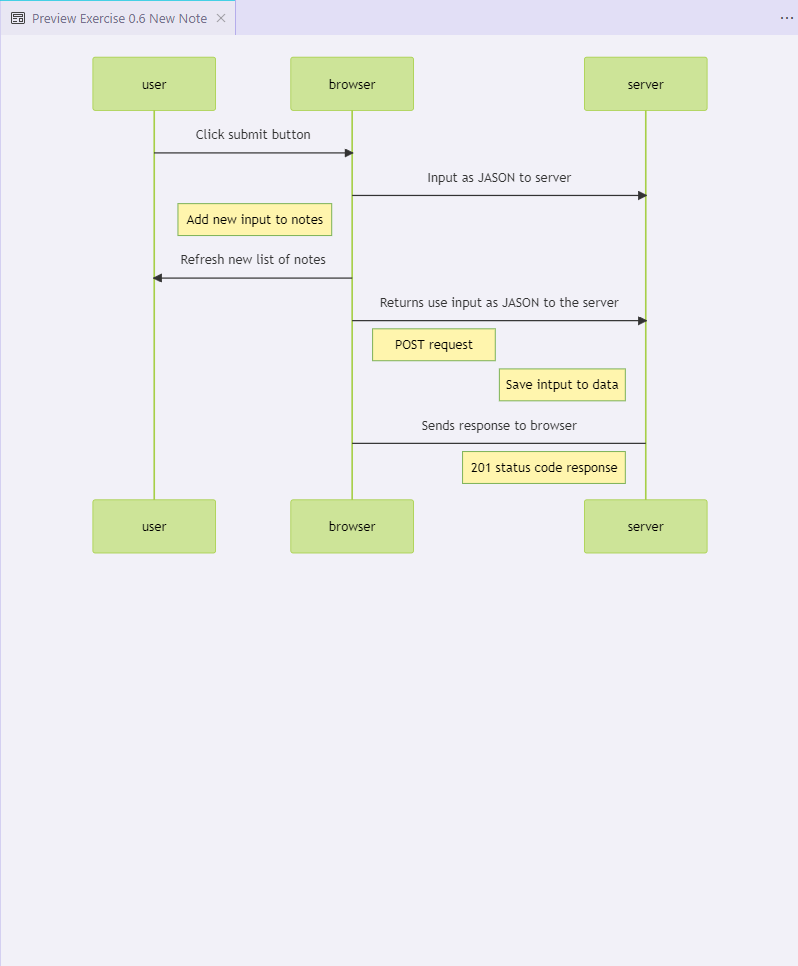 Preview Exercise 0.6 New Note
user
browser
server
Click submit button
Input as JASON to server
Add new input to notes
Refresh new list of notes
Returns use input as JASON to the server
POST request
Save intput to data
Sends response to browser
201 status code response
user
browser
server